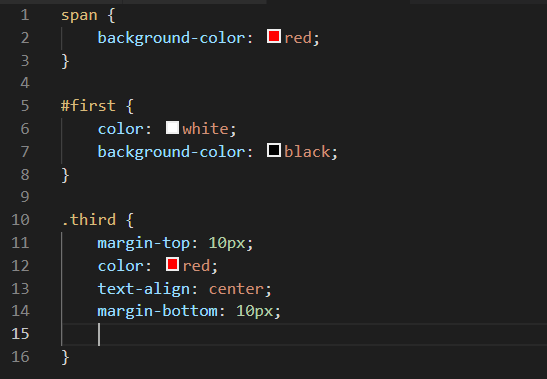 1 span {
2 background-color: red;
3 }
4
5 #first {
6 color: white;
7 background-color: black;
8 }
9
10 .third {
11 margin-top: 10px;
12 color: red;
13 text-align: center;
14 margin-bottom: 10px;
15
16 }